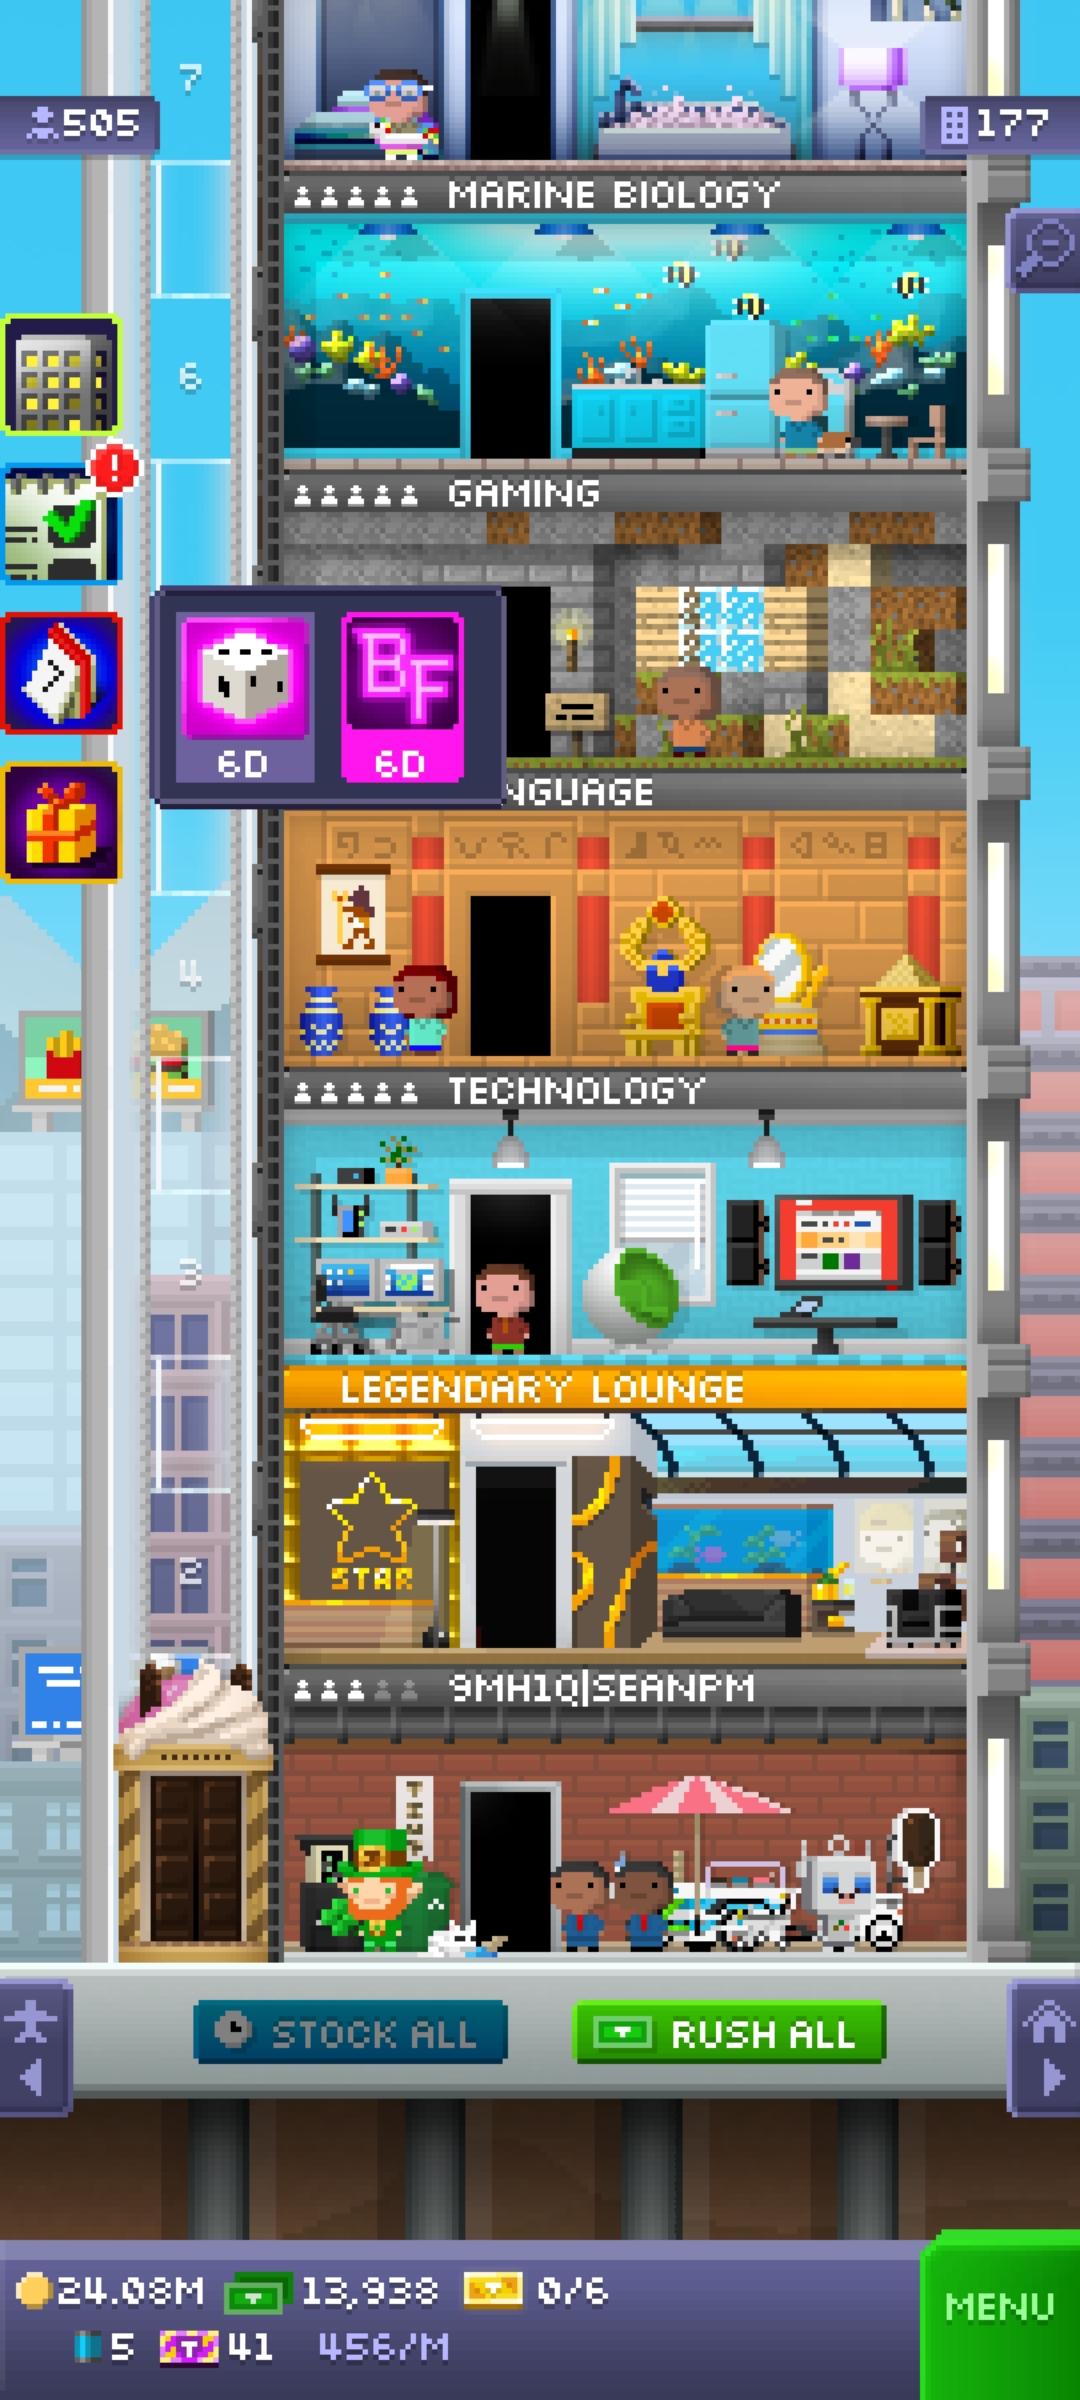 7
505
177
MARINE BIOLOGY
6
GAMING
BF
6D
6D
NGUAGE
4
TECHNOLOGY
3
LEGENDARY LOUNGE
STAR
2
9MH1Q|SEANPM
STOCK ALL
RUSH ALL
24.08M
13,938
0/6
MENU
5
41
456/M